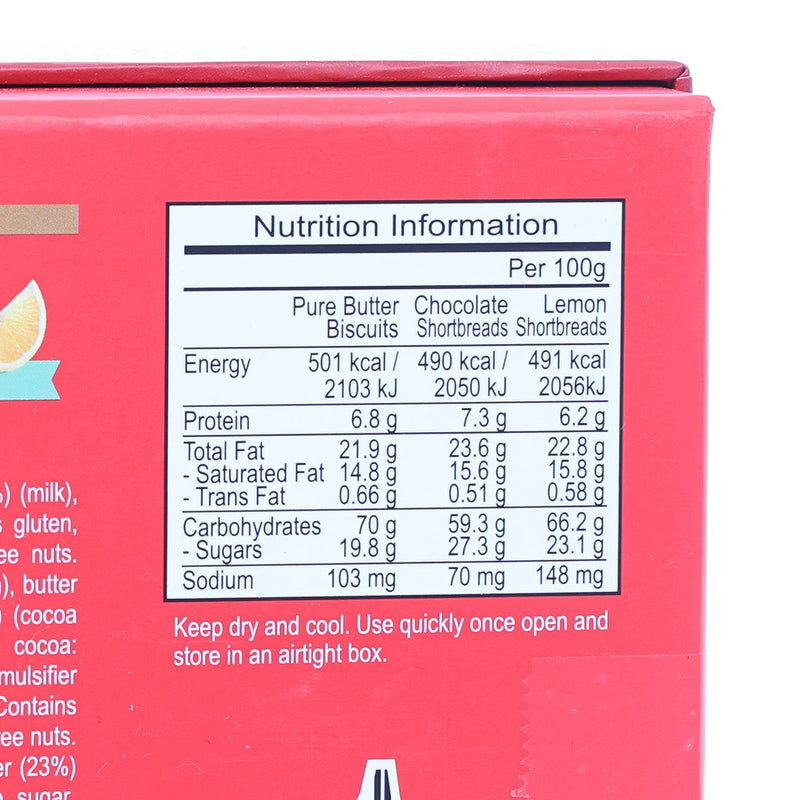 Nutrition Information
Per 100g
Pure Butter Biscuits Chocolate Shortbreads Lemon Shortbreads
Energy 501 kcal / 2103 kJ 490 kcal / 2050 kJ 491 kcal 2056kJ
Protein 6.8 g 7.3 g 6.2 g
Total Fat 21.9 g 23.6 g 22.8 g
- Saturated Fat 14.8 g 15.6 g 15.8 g
- Trans Fat 0.66 g 0.51 g 0.58 g
Carbohydrates 70 g 59.3 g 66.2 g
- Sugars 19.8 g 27.3 g 23.1 g
Sodium 103 mg 70 mg 148 mg
Keep dry and cool. Use quickly once open and
store in an airtight box.
(milk),
gluten,
nuts.
butter
(cocoa
cocoa:
Contains
nuts.
(23%)
sugar,